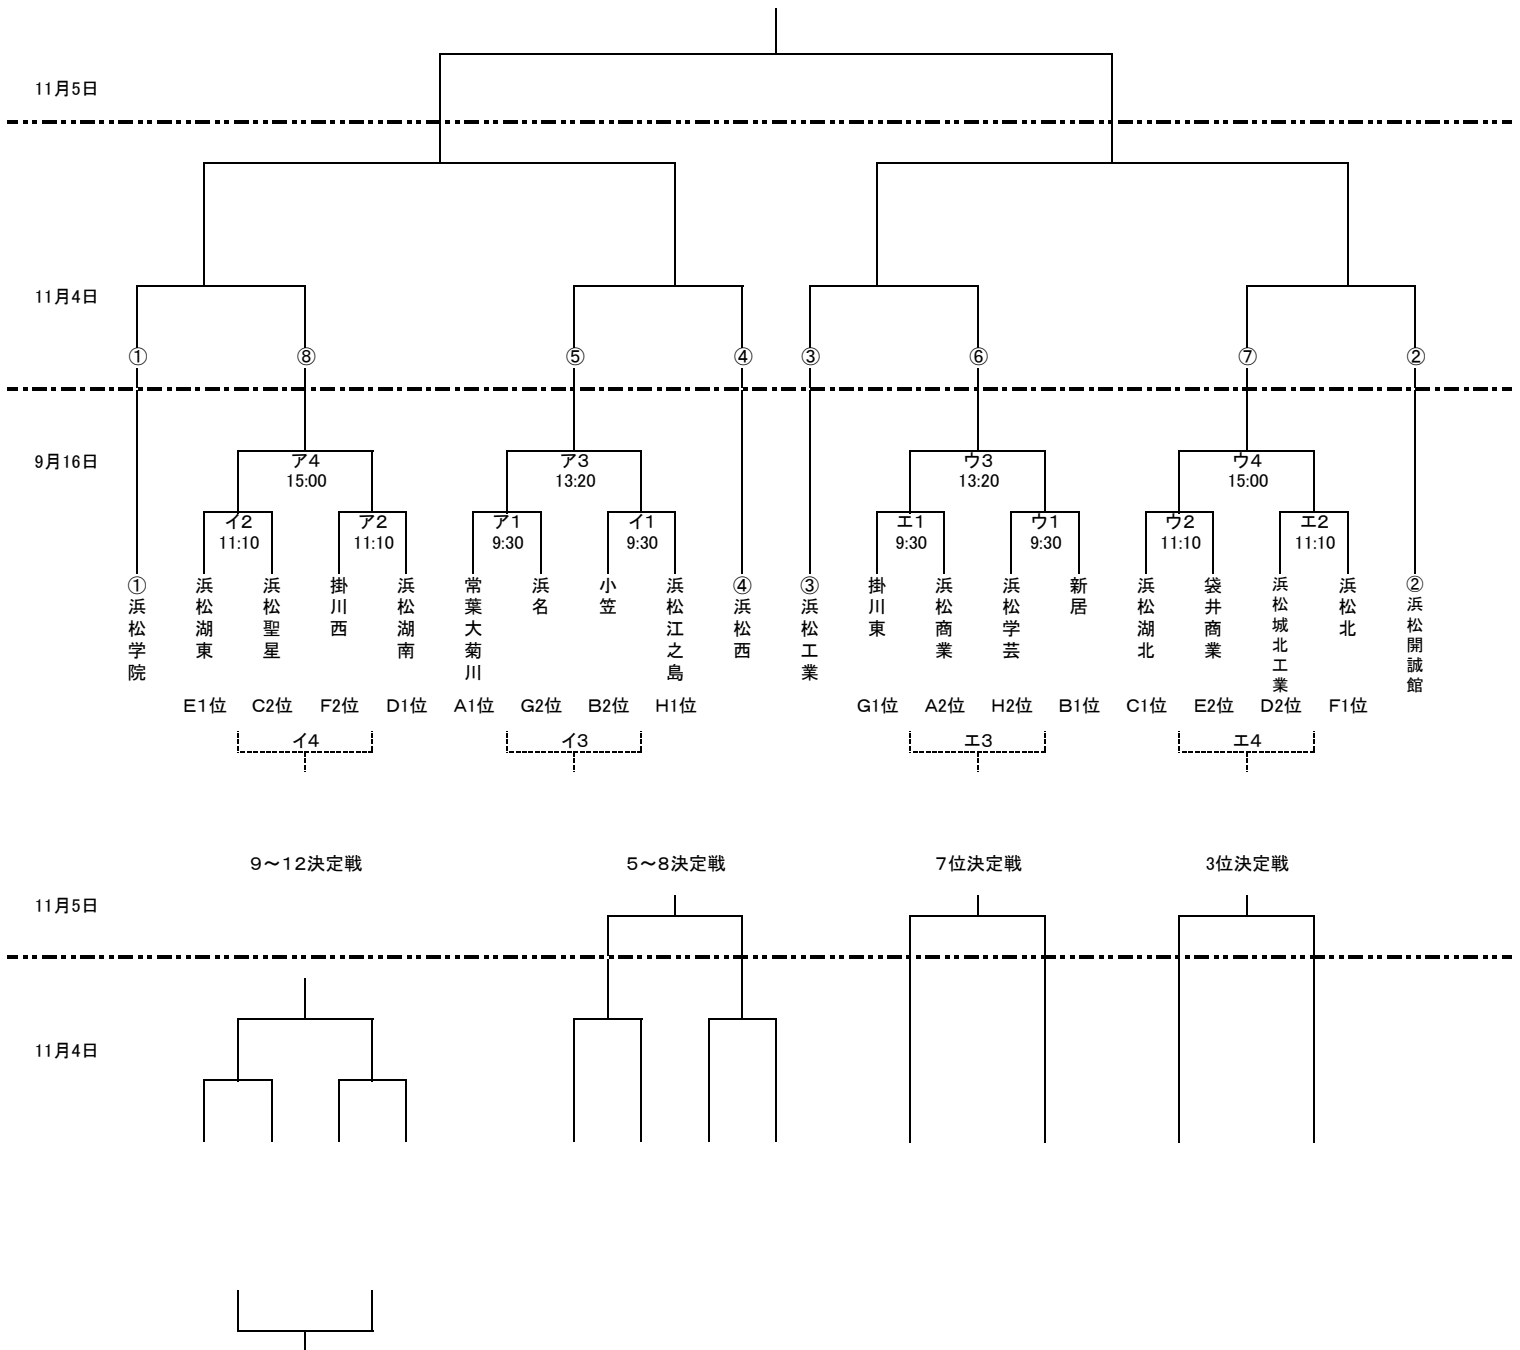 11月5日
11月4日
① ⑧ ⑤ ④ ③ ⑥ ⑦ ②
9月16日
ア4 ア3 ウ3 ウ4
15:00 13:20 13:20 15:00
イ2 ア2 ア1 イ1 エ1 ウ1 ウ2 エ2
11:10 11:10 9:30 9:30 9:30 9:30 11:10 11:10
①浜松学院
浜松湖東
浜松聖星
掛川西
浜松湖南
常葉大菊川
浜名
小笠
浜松江之島
④浜松西
③浜松工業
掛川東
浜松商業
浜松学芸
新居
浜松湖北
袋井商業
浜松城北工業
浜松北
②浜松開誠館
E1位 C2位 F2位 D1位 A1位 G2位 B2位 H1位 G1位 A2位 H2位 B1位 C1位 E2位 D2位 F1位
イ4 イ3 エ3 エ4
9～12決定戦 5～8決定戦 7位決定戦 3位決定戦
11月5日
11月4日